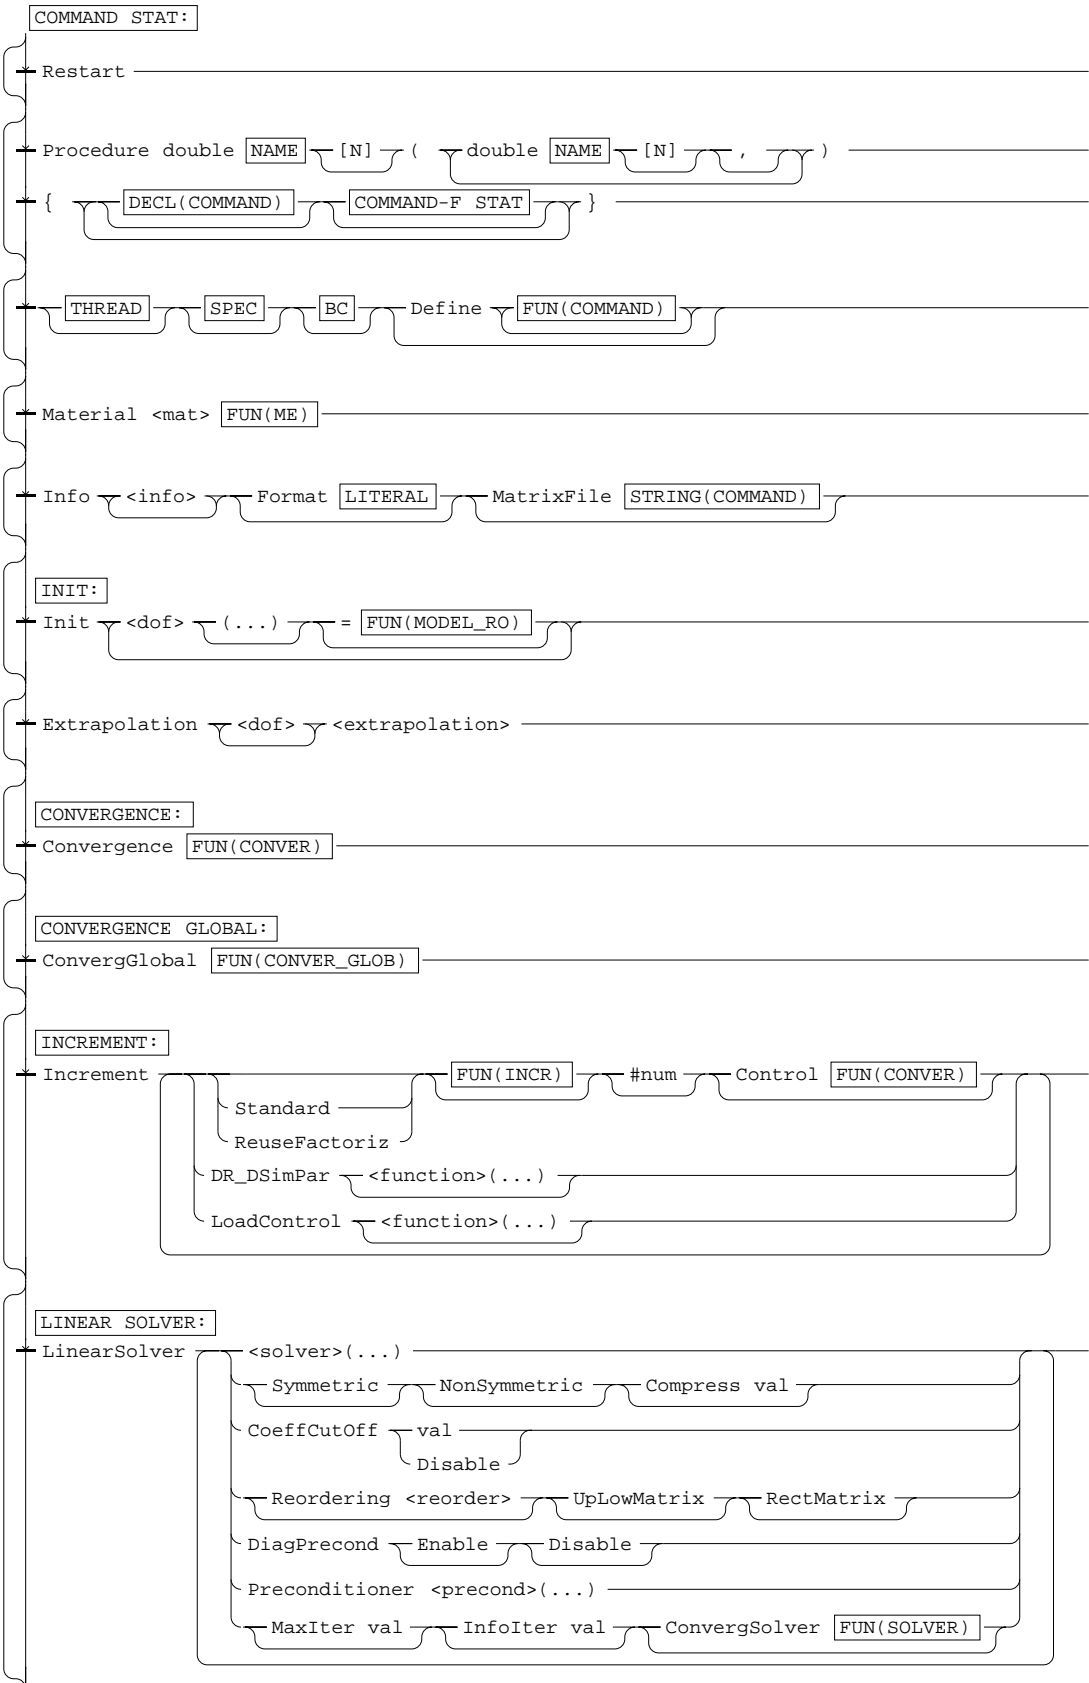 COMMAND STAT:
Restart
Procedure double NAME [N] ( double NAME [N] , )
{ DECL(COMMAND) COMMAND-F STAT }
THREAD SPEC BC Define FUN(COMMAND)
Material <mat> FUN(ME)
Info <info> Format LITERAL MatrixFile STRING(COMMAND)
INIT:
Init <dof> (...) = FUN(MODEL_RO)
Extrapolation <dof> <extrapolation>
CONVERGENCE:
Convergence FUN(CONVER)
CONVERGENCE GLOBAL:
ConvergGlobal FUN(CONVER_GLOB)
INCREMENT:
Increment FUN(INCR) #num Control FUN(CONVER)
Standard
ReuseFactoriz
DR_DSimPar <function>(...)
LoadControl <function>(...)
LINEAR SOLVER:
LinearSolver <solver>(...)
Symmetric NonSymmetric Compress val
CoeffCutOff val
Disable
Reordering <reorder> UpLowMatrix RectMatrix
DiagPrecond Enable Disable
Preconditioner <precond>(...)
MaxIter val InfoIter val ConvergSolver FUN(SOLVER)